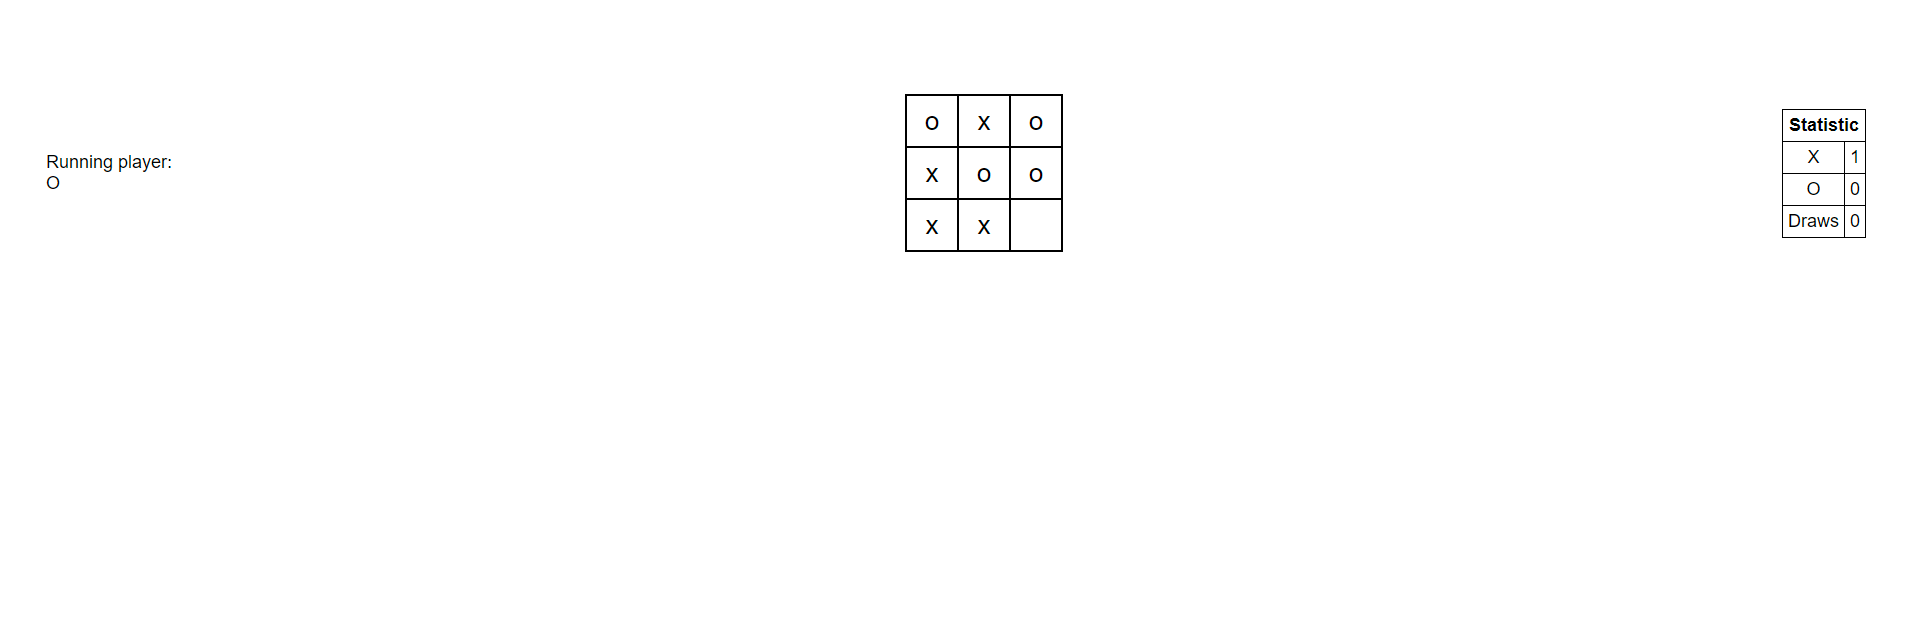 Running player:
O
o x o
x o o
x x
Statistic
X 1
O 0
Draws 0